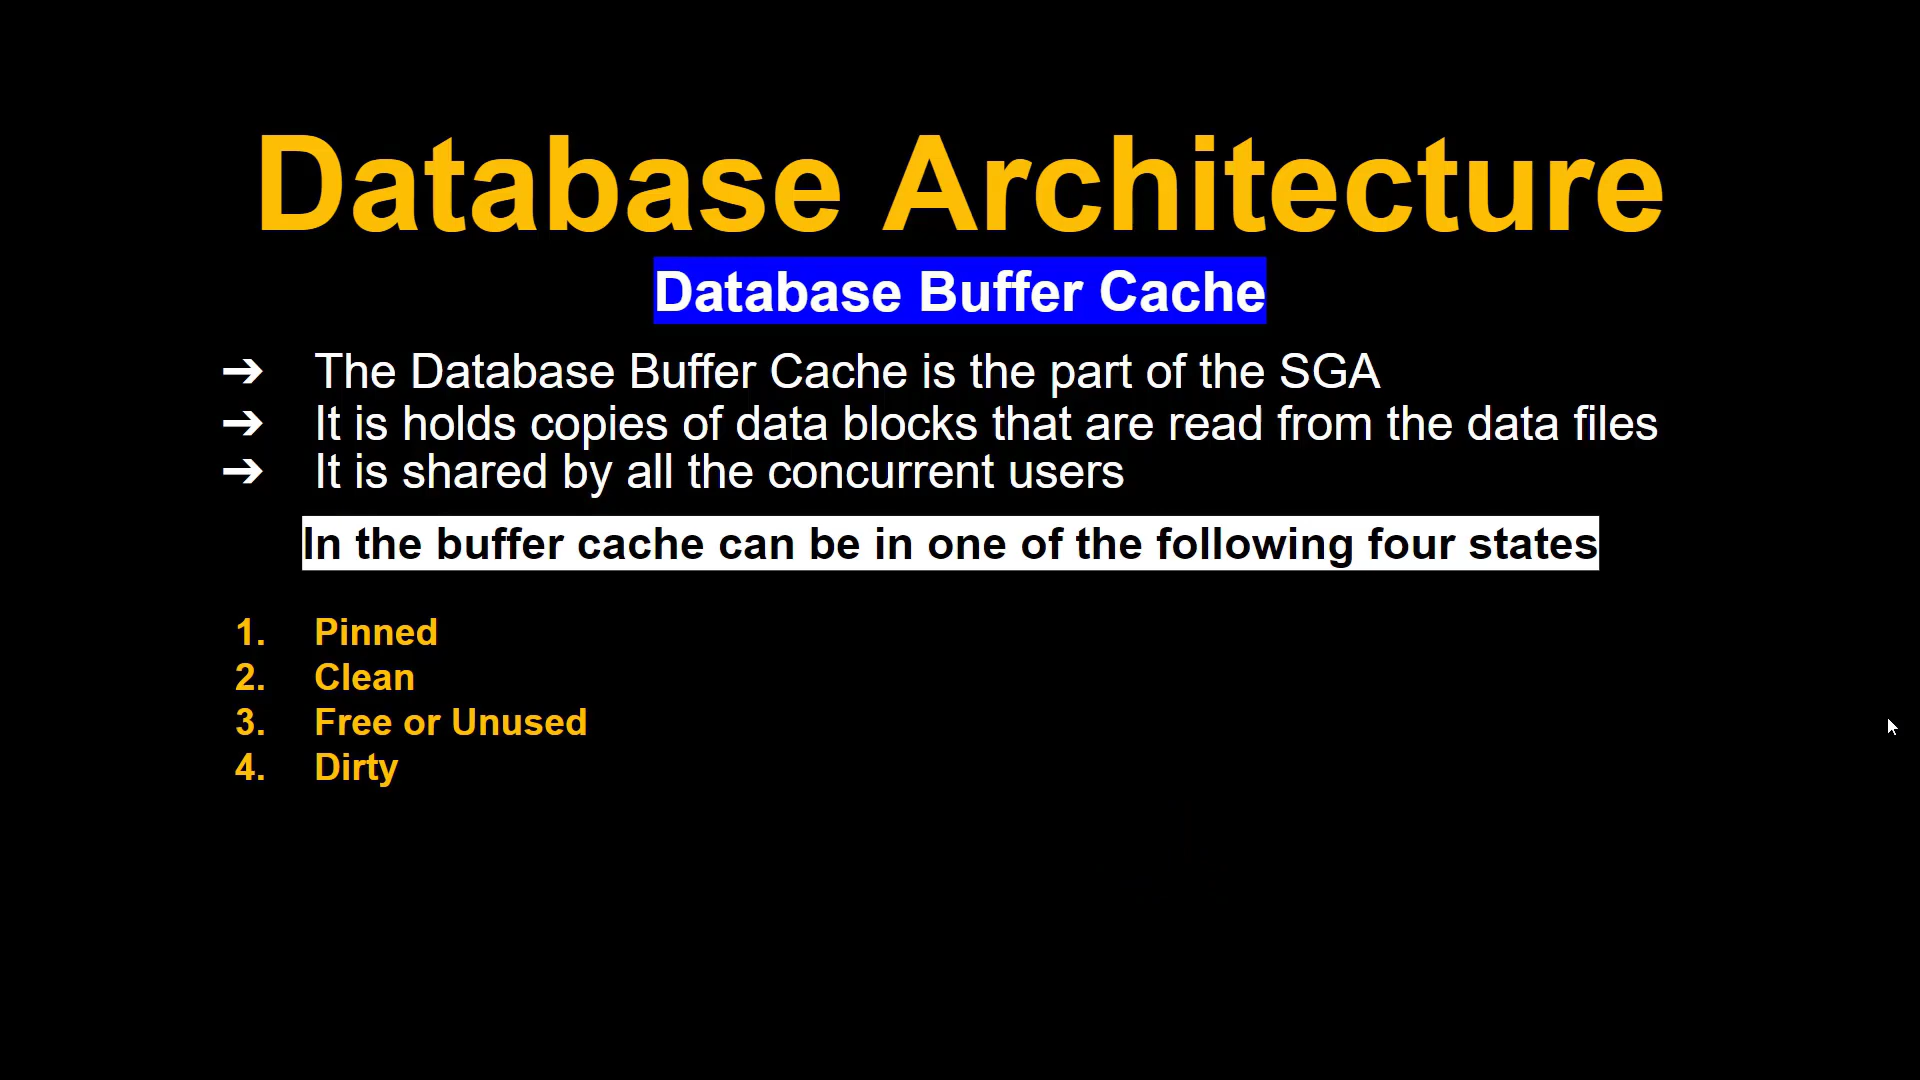 Database Architecture
Database Buffer Cache
➔ The Database Buffer Cache is the part of the SGA
➔ It is holds copies of data blocks that are read from the data files
➔ It is shared by all the concurrent users
In the buffer cache can be in one of the following four states
1. Pinned
2. Clean
3. Free or Unused
4. Dirty